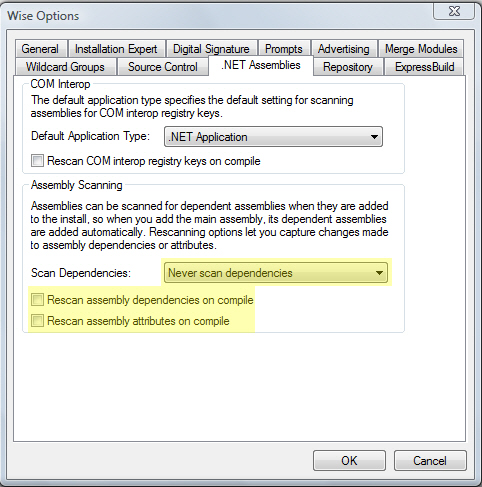 Wise Options
General Installation Expert Digital Signature Prompts Advertising Merge Modules
Wildcard Groups Source Control .NET Assemblies Repository ExpressBuild
COM Interop
The default application type specifies the default setting for scanning
assemblies for COM interop registry keys.
Default Application Type: .NET Application
Rescan COM interop registry keys on compile
Assembly Scanning
Assemblies can be scanned for dependent assemblies when they are added
to the install, so when you add the main assembly, its dependent assemblies
are added automatically. Rescanning options let you capture changes made
to assembly dependencies or attributes.
Scan Dependencies: Never scan dependencies
Rescan assembly dependencies on compile
Rescan assembly attributes on compile
OK Cancel